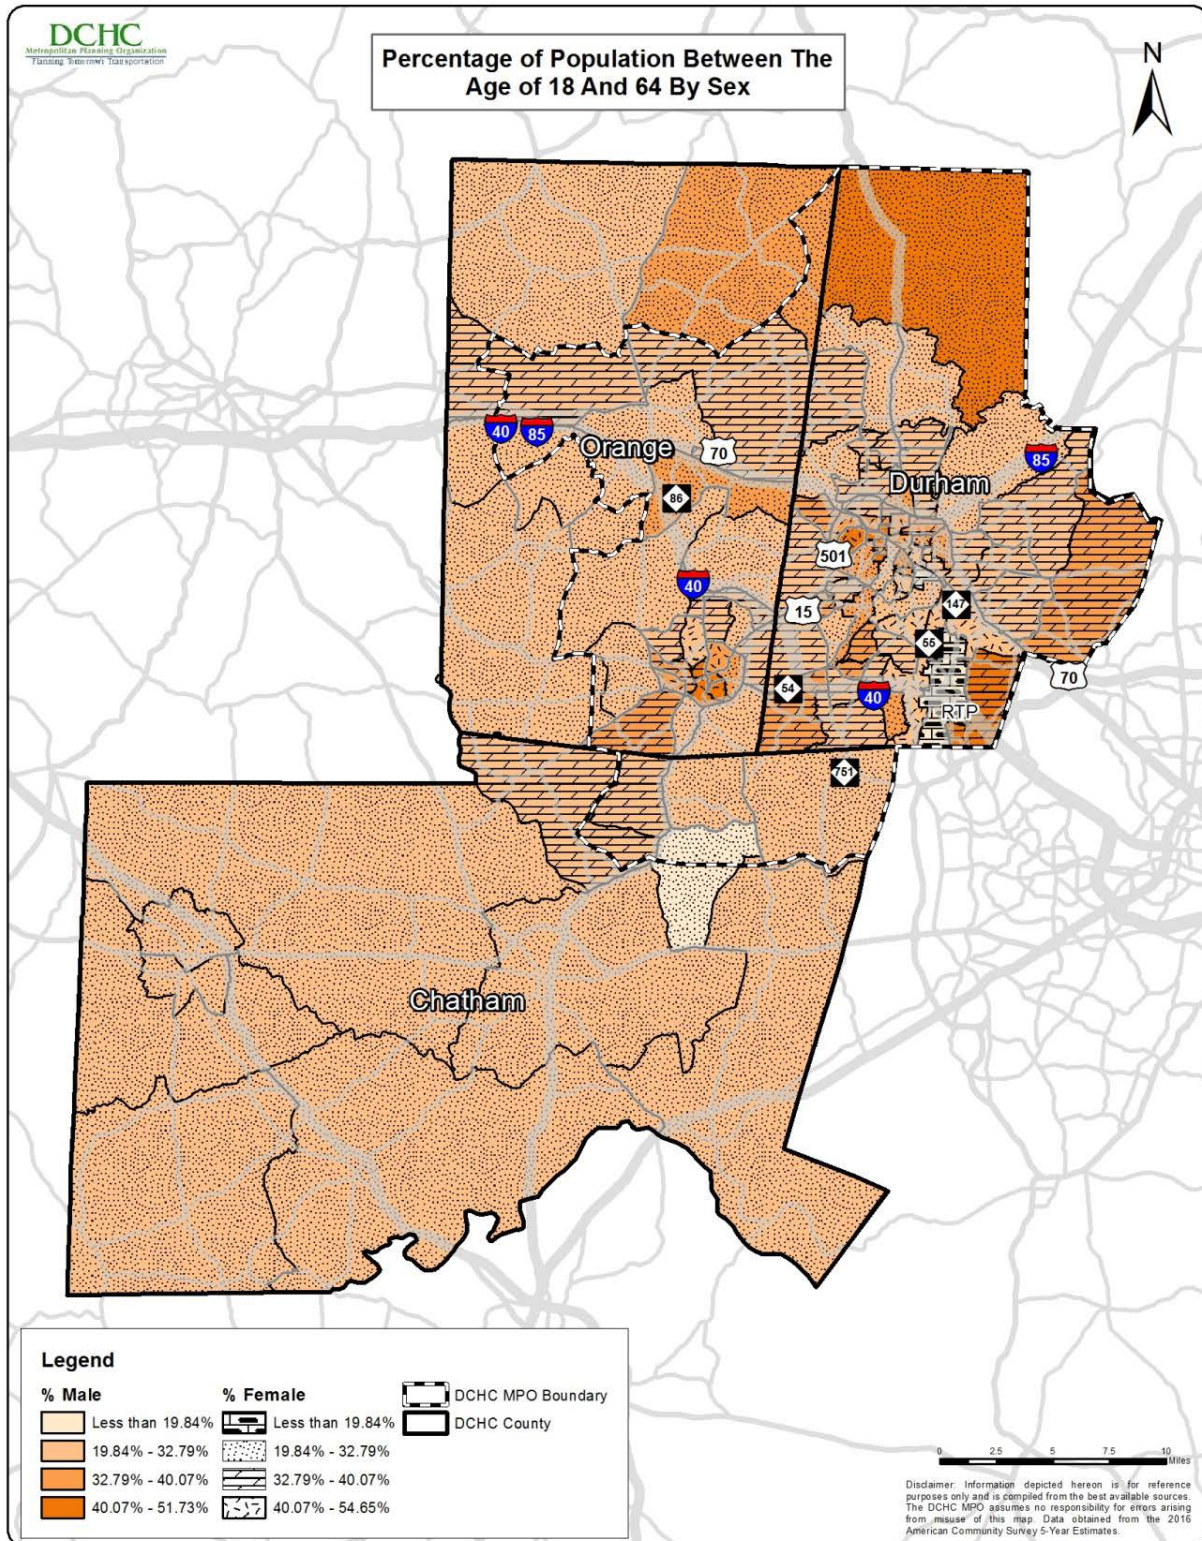 DCHC
Metropolitan Planning Organization
Planning Tomorrow's Transportation
Percentage of Population Between The
Age of 18 And 64 By Sex
N
40
85
Orange
70
86
85
Durham
501
40
147
15
55
70
54
40
RTP
751
Chatham
Legend
% Male
% Female
Less than 19.84%
Less than 19.84%
DCHC MPO Boundary
19.84% - 32.79%
19.84% - 32.79%
DCHC County
32.79% - 40.07%
32.79% - 40.07%
40.07% - 51.73%
40.07% - 54.65%
0 2.5 5 7.5 10
Miles
Disclaimer: Information depicted hereon is for reference
purposes only and is compiled from the best available sources.
The DCHC MPO assumes no responsibility for errors arising
from misuse of this map. Data obtained from the 2016
American Community Survey 5-Year Estimates.